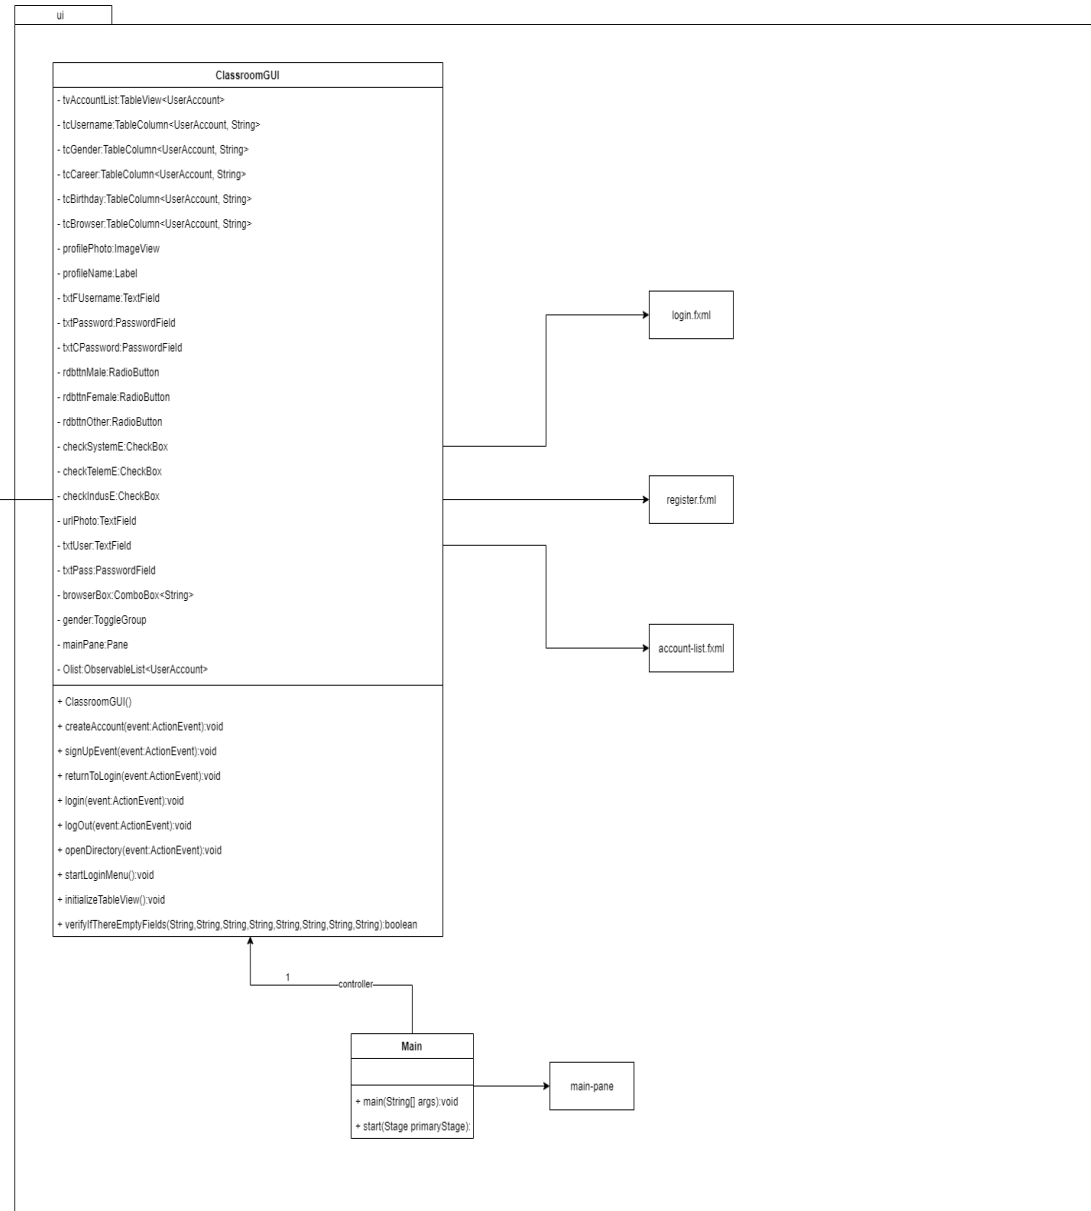 ui
ClassroomGUI
- tvAccountList:TableView<UserAccount>
- tcUsername:TableColumn<UserAccount, String>
- tcGender:TableColumn<UserAccount, String>
- tcCareer:TableColumn<UserAccount, String>
- tcBirthday:TableColumn<UserAccount, String>
- tcBrowser:TableColumn<UserAccount, String>
- profilePhoto:ImageView
- profileName:Label
- txtFUsername:TextField
- txtPassword:PasswordField
- txtCPassword:PasswordField
- rdbttnMale:RadioButton
- rdbttnFemale:RadioButton
- rdbttnOther:RadioButton
- checkSystemE:CheckBox
- checkTelemE:CheckBox
- checkIndusE:CheckBox
- urlPhoto:TextField
- txtUser:TextField
- txtPass:PasswordField
- browserBox:ComboBox<String>
- gender:ToggleGroup
- mainPane:Pane
- Olist:ObservableList<UserAccount>
+ ClassroomGUI()
+ createAccount(event:ActionEvent):void
+ signUpEvent(event:ActionEvent):void
+ returnToLogin(event:ActionEvent):void
+ login(event:ActionEvent):void
+ logOut(event:ActionEvent):void
+ openDirectory(event:ActionEvent):void
+ startLoginMenu():void
+ initializeTableView():void
+ verifyIfThereEmptyFields(String,String,String,String,String,String,String,String):boolean
login.fxml
register.fxml
account-list.fxml
1
controller
Main
+ main(String[] args):void
+ start(Stage primaryStage):
main-pane